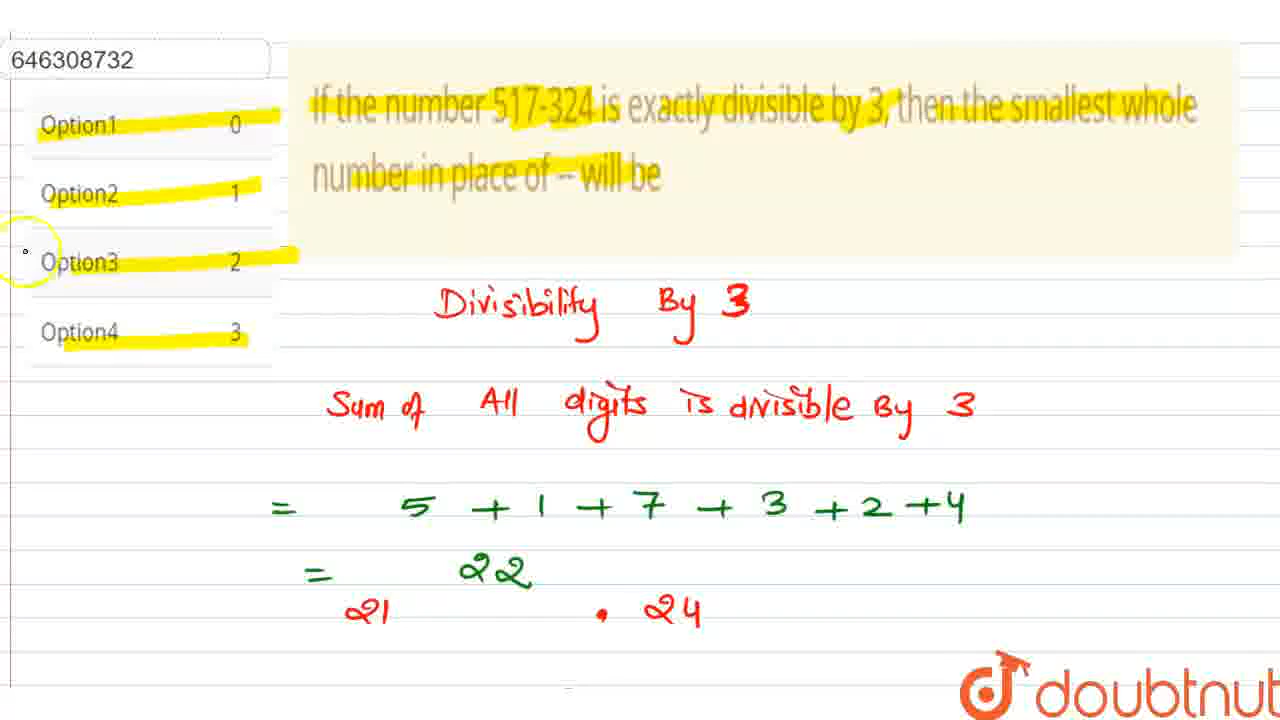 646308732
If the number 517-324 is exactly divisible by 3, then the smallest whole
number in place of -- will be
Option1 0
Option2 1
Option3 2
Option4 3
Divisibility By 3
Sum of All digits is divisible By 3
= 5 + 1 + 7 + 3 + 2 + 4
= 22
21 . 24
doubtnut